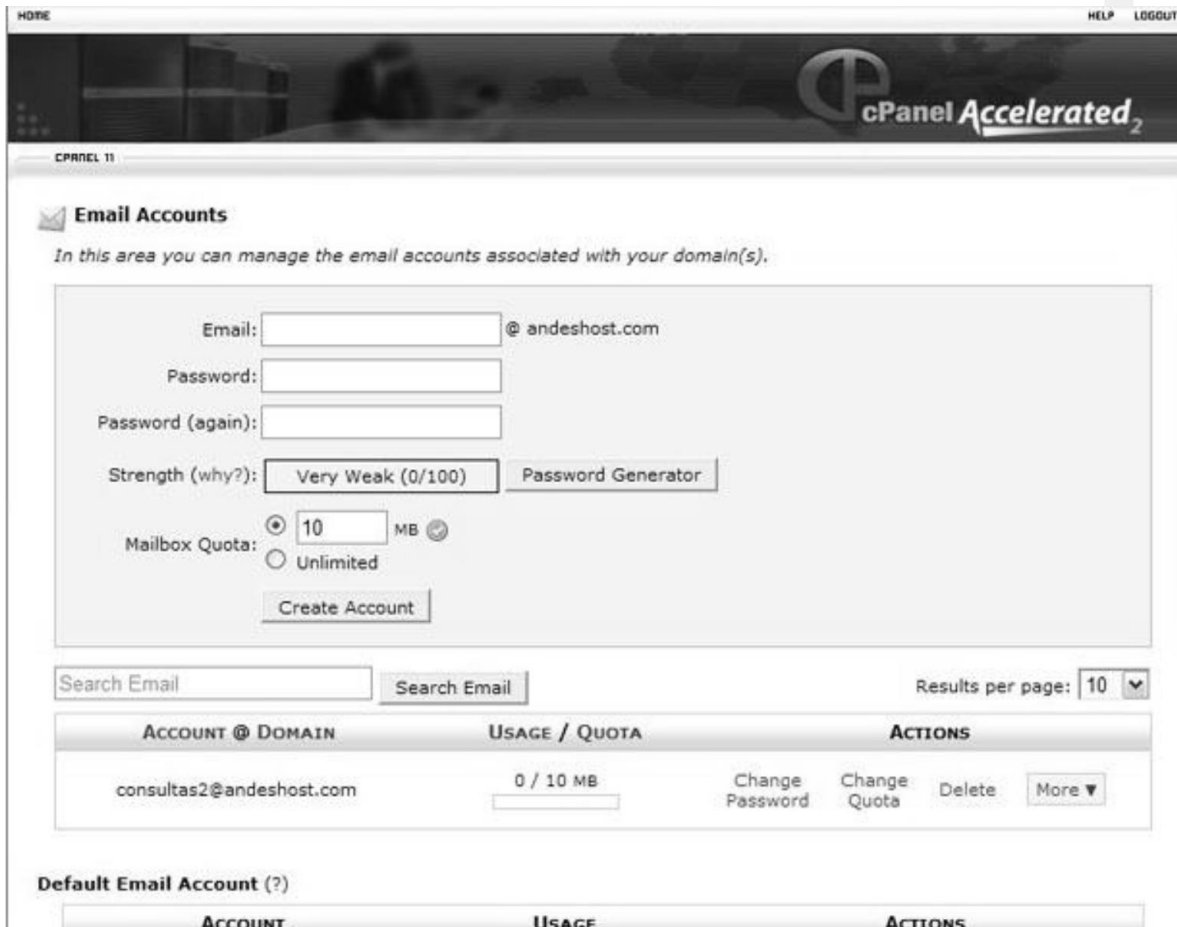 HOME HELP LOGOUT
cPanel Accelerated2
CPANEL 11
Email Accounts
In this area you can manage the email accounts associated with your domain(s).
Email: @ andeshost.com
Password:
Password (again):
Strength (why?): Very Weak (0/100) Password Generator
Mailbox Quota: 10 MB
Unlimited
Create Account
Search Email Search Email Results per page: 10
ACCOUNT @ DOMAIN USAGE / QUOTA ACTIONS
consultas2@andeshost.com 0 / 10 MB Change Password Change Quota Delete More ▼
Default Email Account (?)
ACCOUNT USAGE ACTIONS